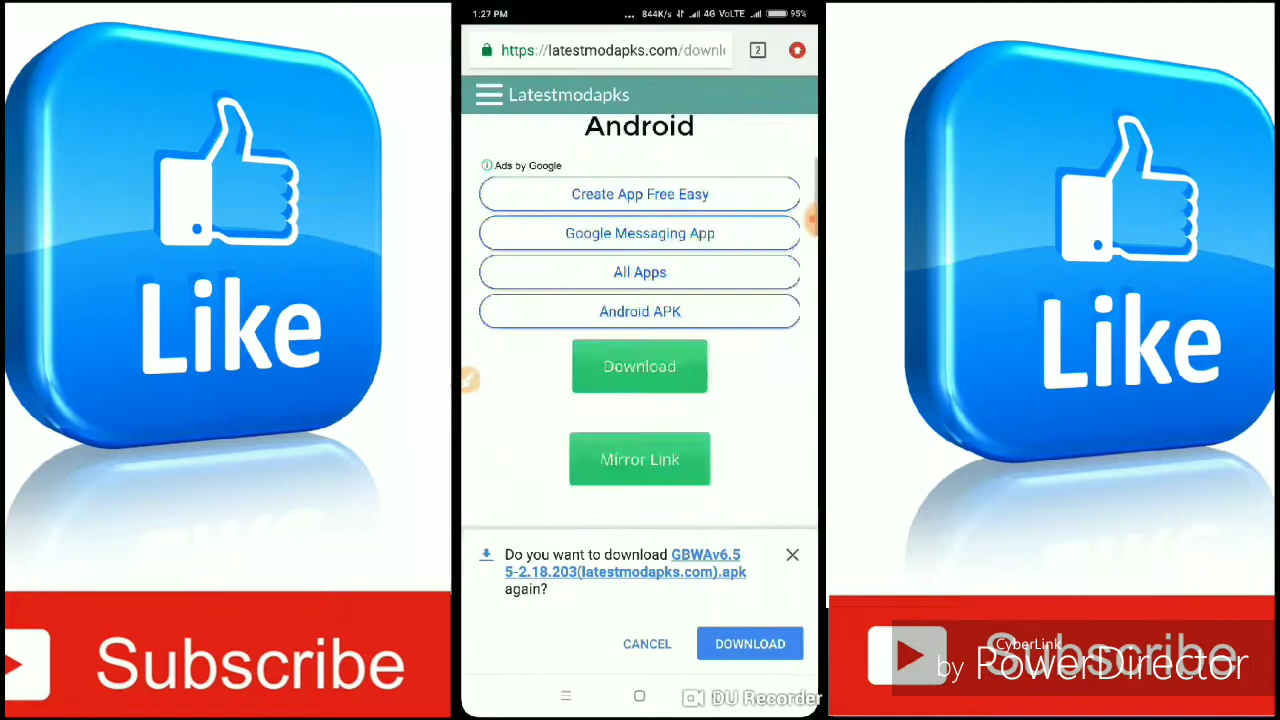 1:27 PM
... 844K/s 4G VoLTE 95%
https://latestmodapks.com/downl
2
Latestmodapks
Android
Ads by Google
Create App Free Easy
Google Messaging App
All Apps
Android APK
Download
Mirror Link
Do you want to download GBWAv6.5
5-2.18.203(latestmodapks.com).apk
again?
CANCEL
DOWNLOAD
DU Recorder
Like
Subscribe
Like
Subscribe
CyberLink
by PowerDirector